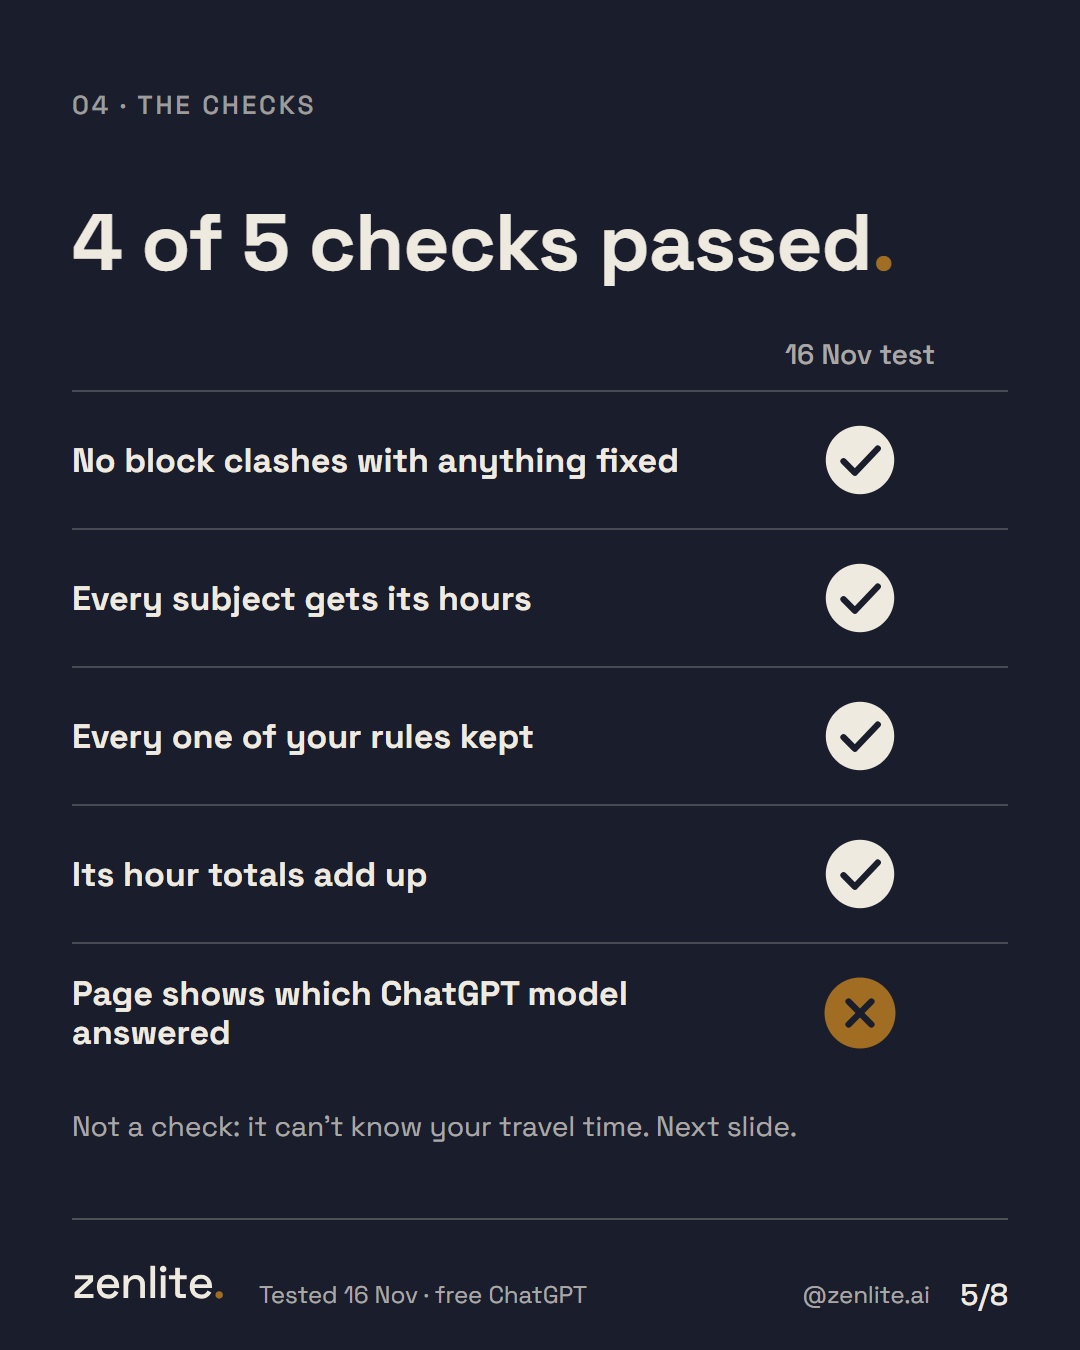 04 · THE CHECKS
4 of 5 checks passed.
16 Nov test
No block clashes with anything fixed
Every subject gets its hours
Every one of your rules kept
Its hour totals add up
Page shows which ChatGPT model
answered
Not a check: it can’t know your travel time. Next slide.
zenlite. Tested 16 Nov · free ChatGPT @zenlite.ai 5/8